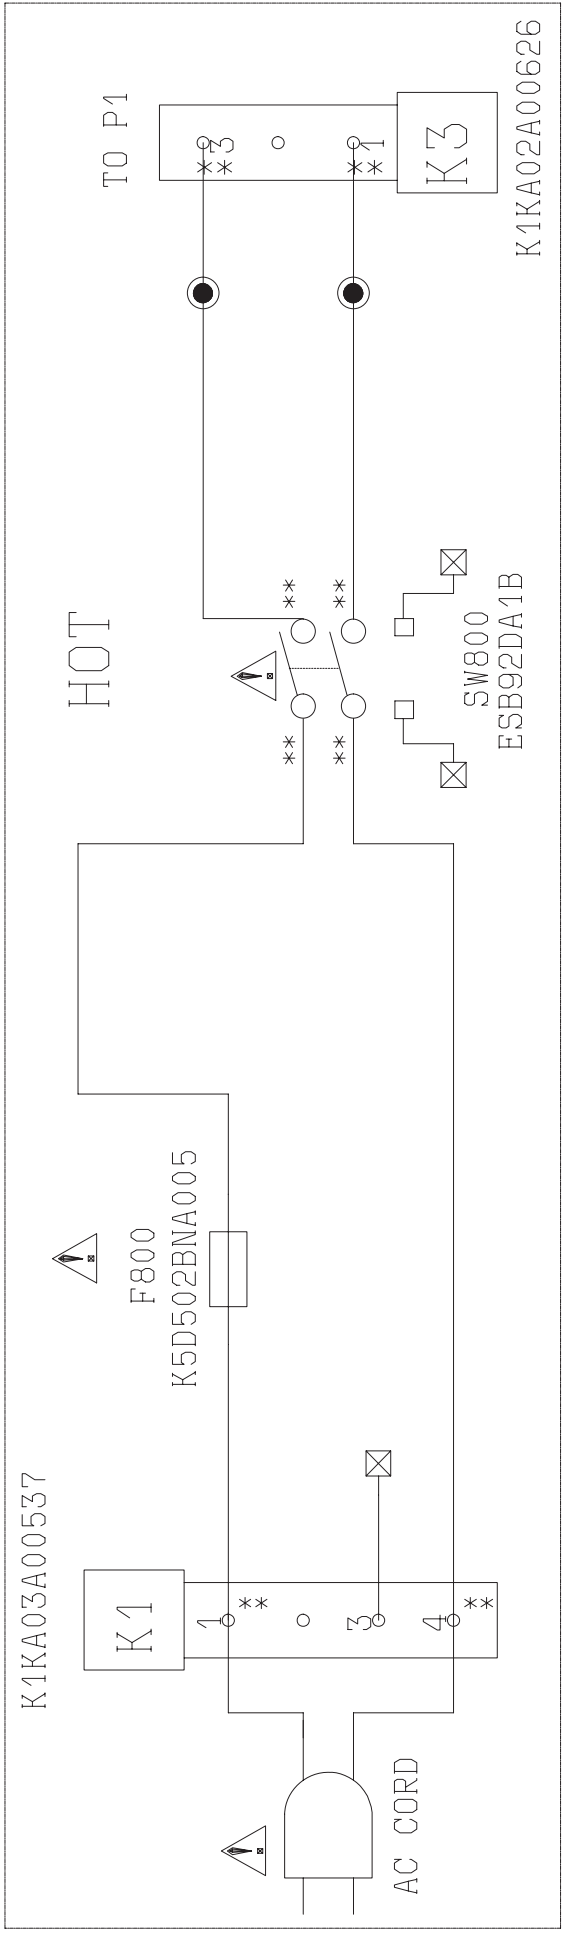 K1KA03A00537
HOT
TO P1
K1
F800
K5D502BNA005
1
**
3
**
**
**
**
**
1
**
3
4
**
K3
AC CORD
SW800
ESB92DA1B
K1KA02A00626